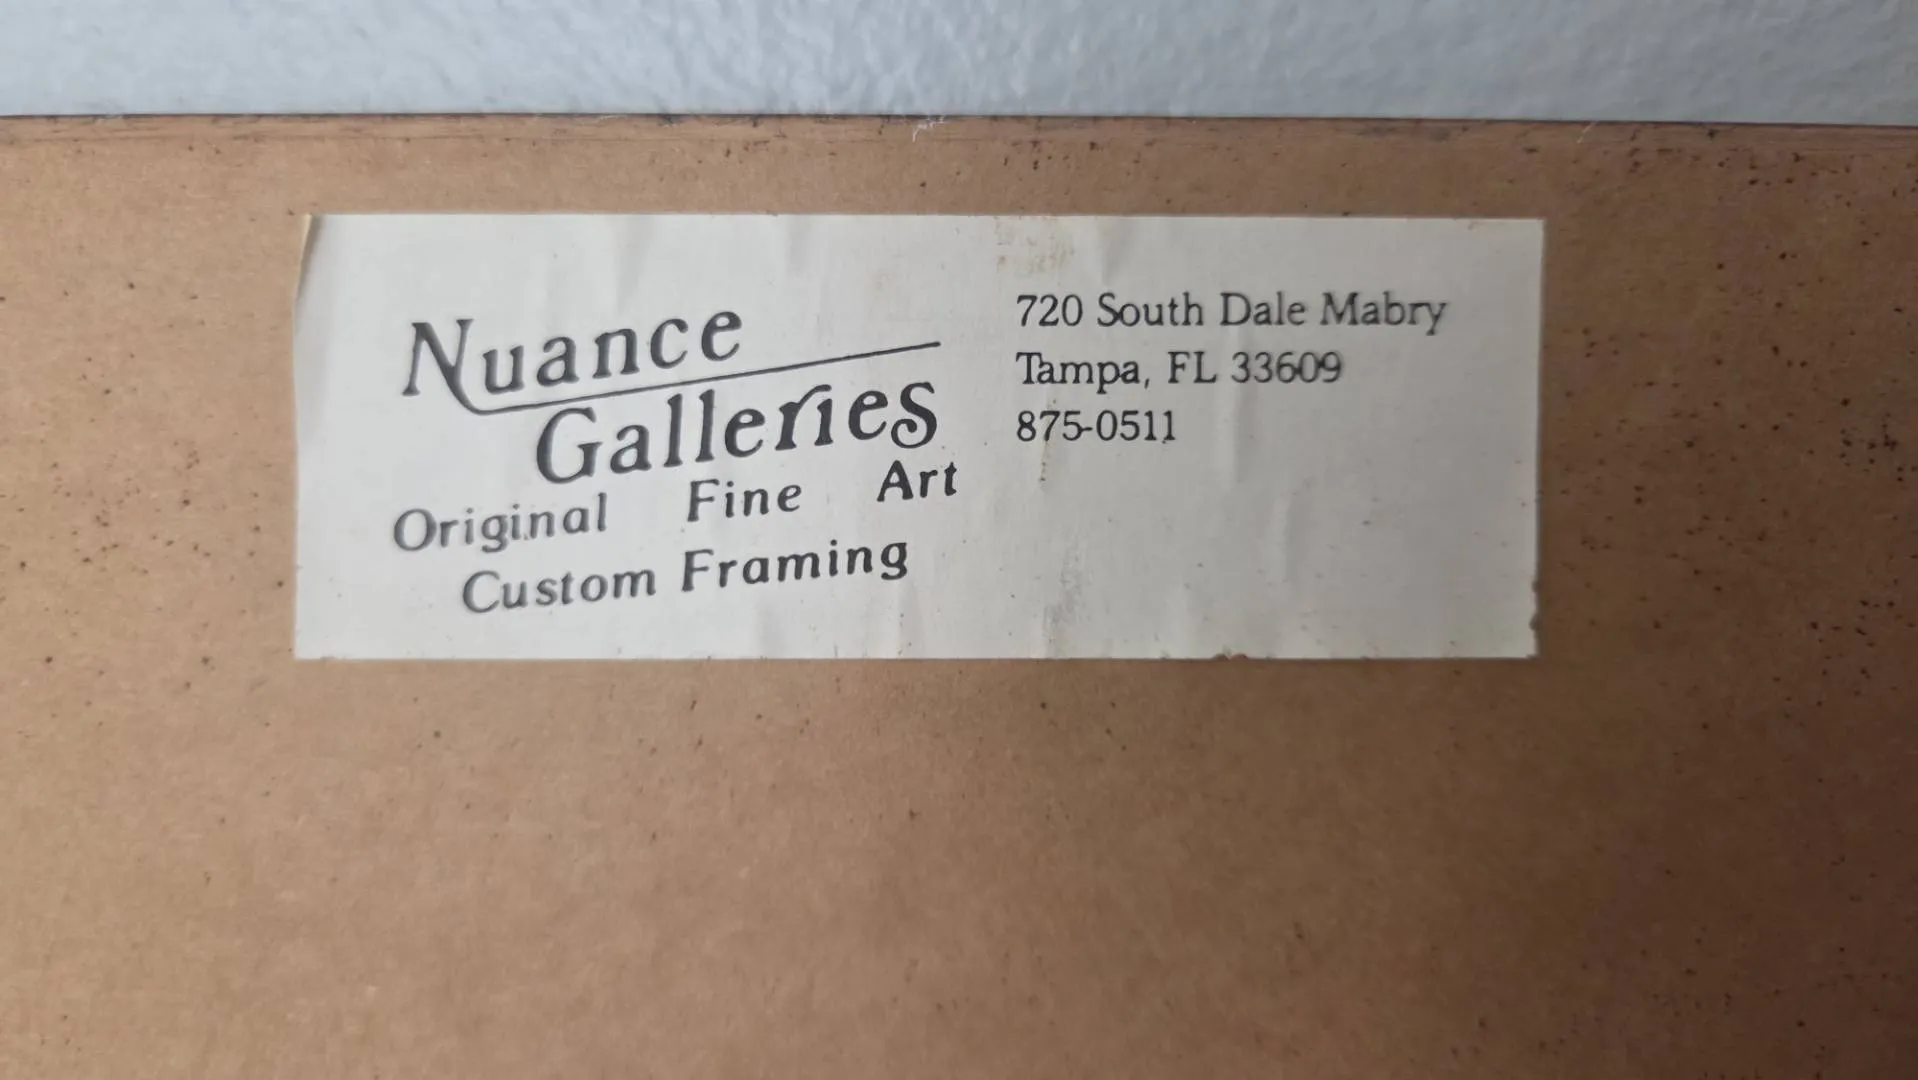 Nuance
Galleries
Original Fine Art
Custom Framing
720 South Dale Mabry
Tampa, FL 33609
875-0511